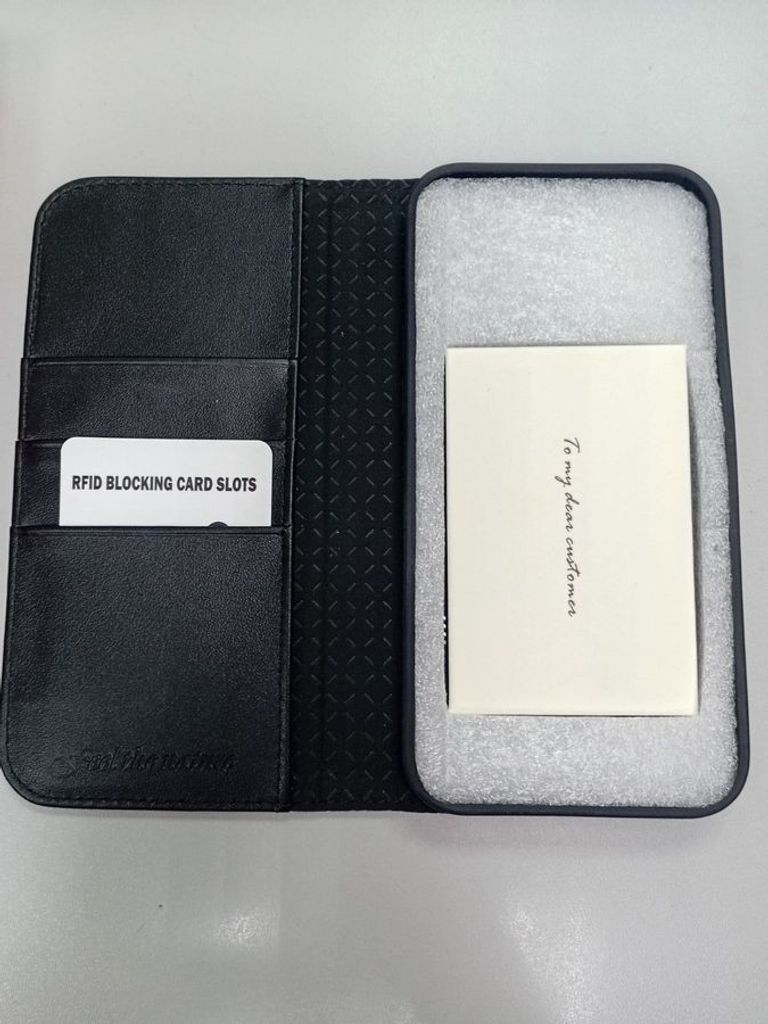 RFID BLOCKING CARD SLOTS
To my dear customer